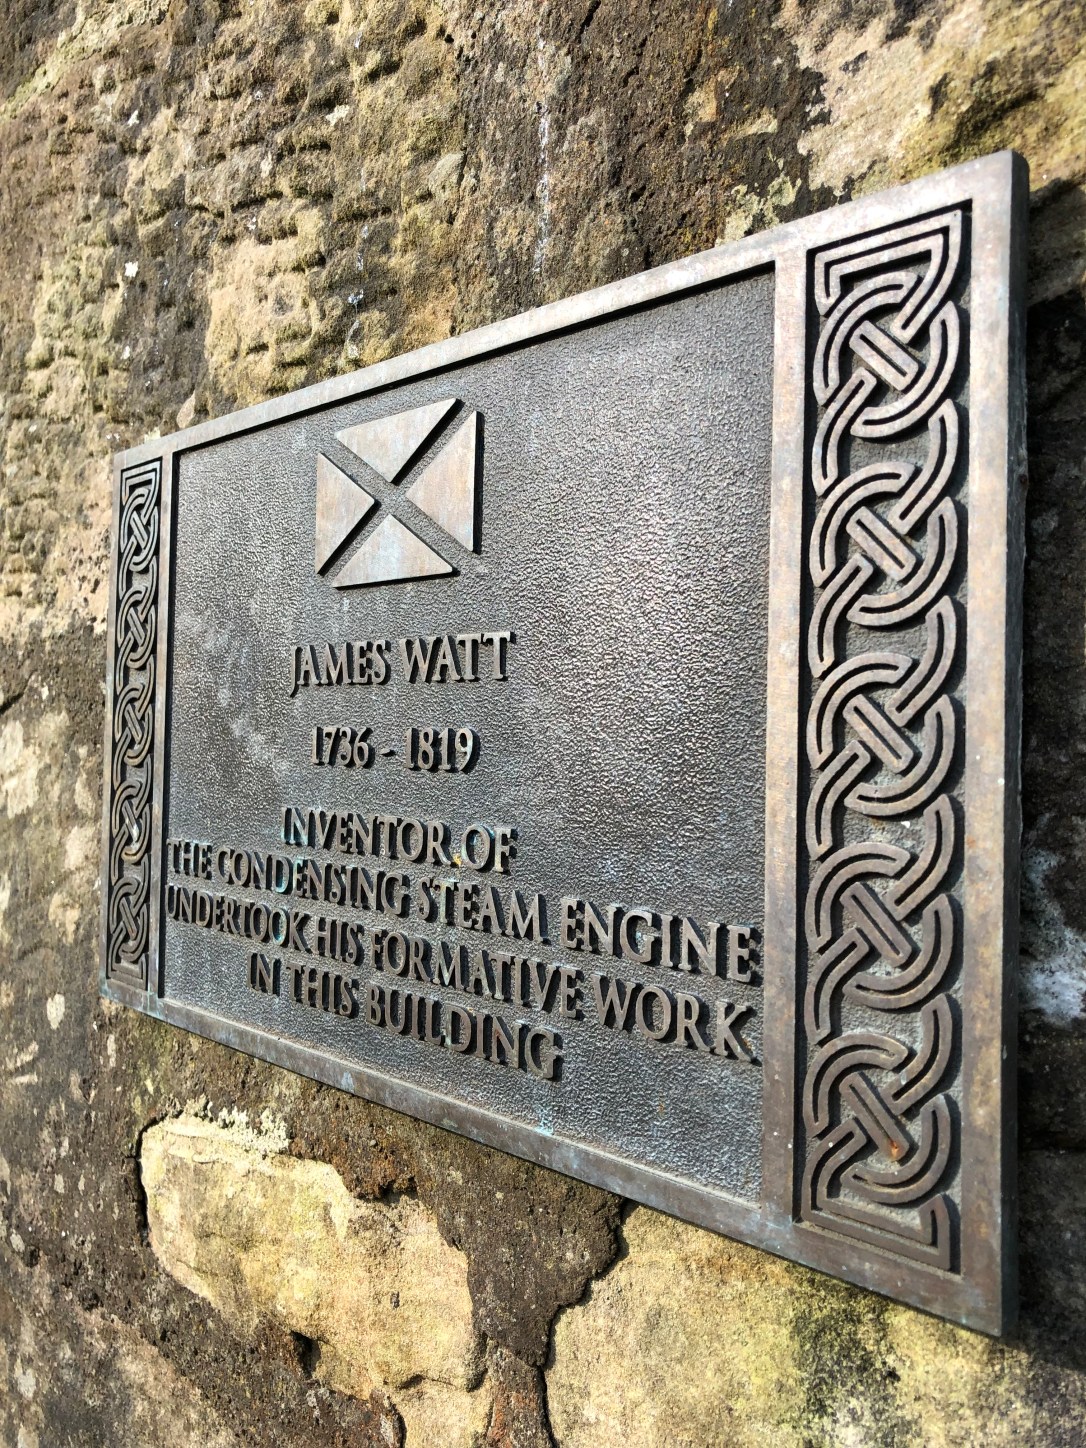 JAMES WATT
1736 - 1819
INVENTOR OF
THE CONDENSING STEAM ENGINE
UNDERTOOK HIS FORMATIVE WORK
IN THIS BUILDING